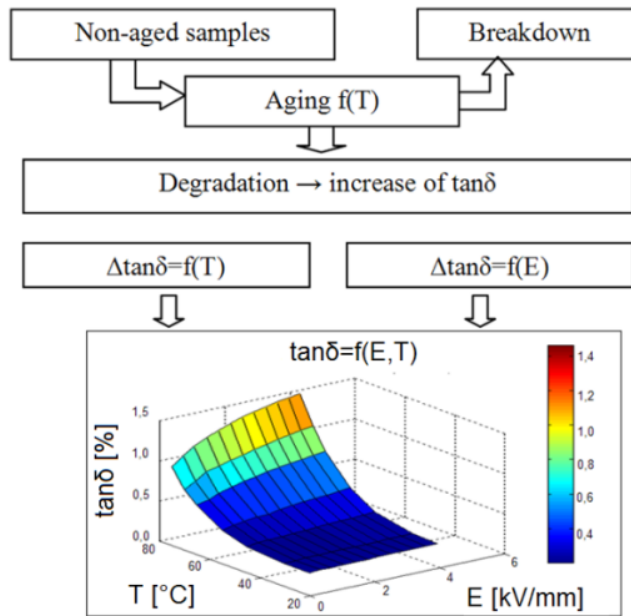 Non-aged samples
Breakdown
Aging f(T)
Degradation → increase of tanδ
Δtanδ=f(T)
Δtanδ=f(E)
tanδ=f(E,T)
1,4
1,2
1,0
0,8
0,6
0,4
tanδ [%]
1,5
1,0
0,5
0,0
80
60
40
20
T [°C]
0
2
4
6
E [kV/mm]